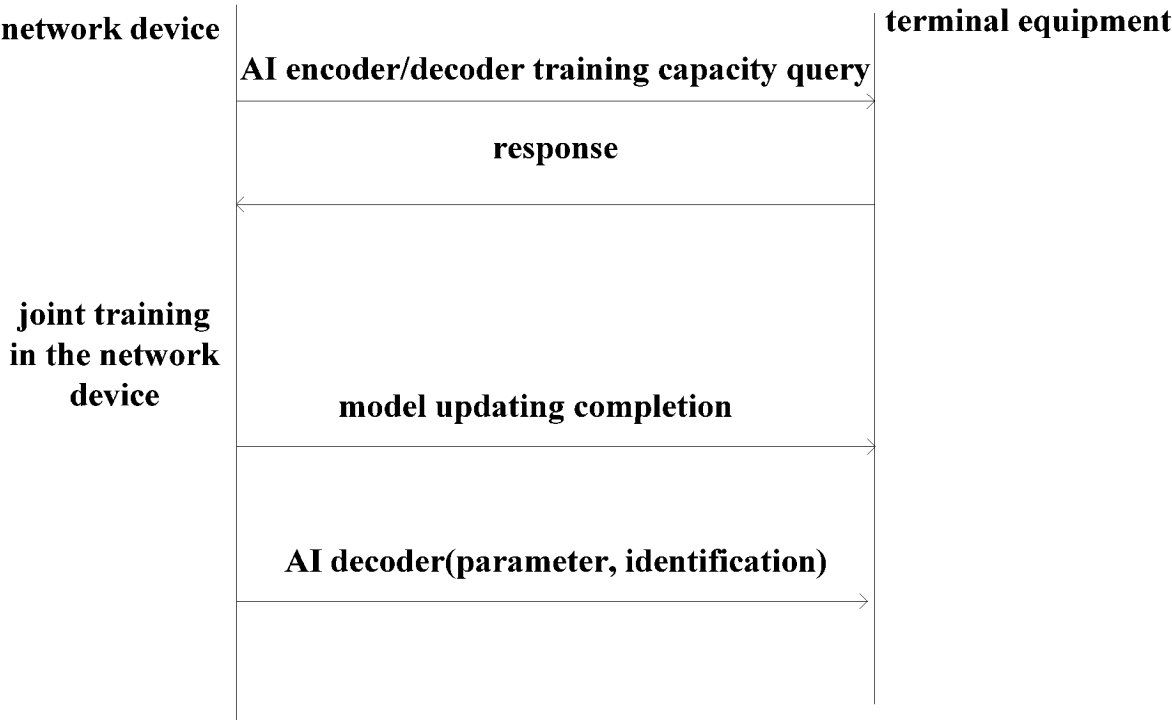 network device
terminal equipment
AI encoder/decoder training capacity query
response
joint training
in the network
device
model updating completion
AI decoder(parameter, identification)